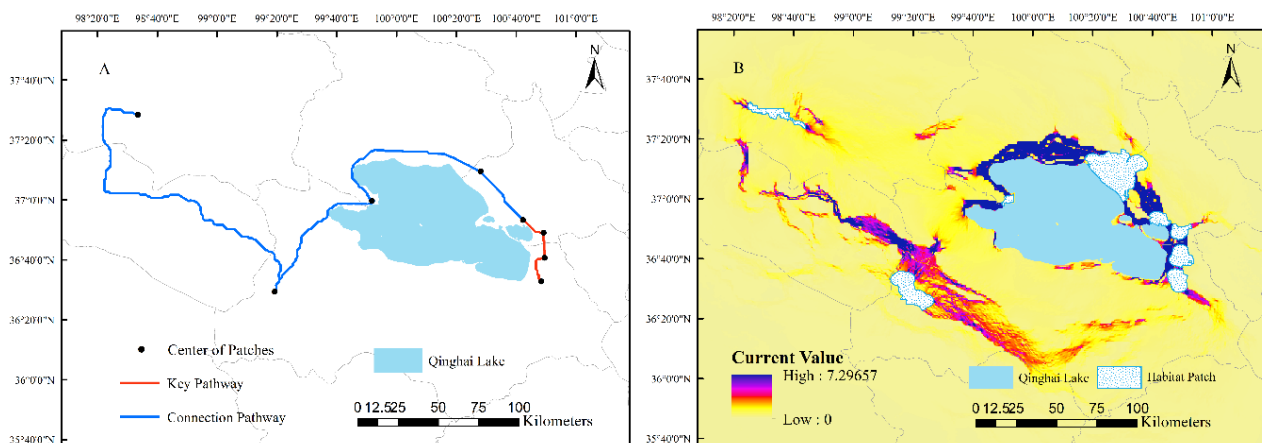 98°20'0"E 98°40'0"E 99°0'0"E 99°20'0"E 99°40'0"E 100°0'0"E 100°20'0"E 100°40'0"E 101°0'0"E
A
N
37°40'0"N
37°20'0"N
37°0'0"N
36°40'0"N
36°20'0"N
36°0'0"N
35°40'0"N
Center of Patches
Key Pathway
Connection Pathway
Qinghai Lake
0 12.525 50 75 100
Kilometers
98°20'0"E 98°40'0"E 99°0'0"E 99°20'0"E 99°40'0"E 100°0'0"E 100°20'0"E 100°40'0"E 101°0'0"E
B
N
37°40'0"N
37°20'0"N
37°0'0"N
36°40'0"N
36°20'0"N
36°0'0"N
35°40'0"N
Current Value
High : 7.29657
Low : 0
Qinghai Lake
Habitat Patch
0 12.525 50 75 100
Kilometers